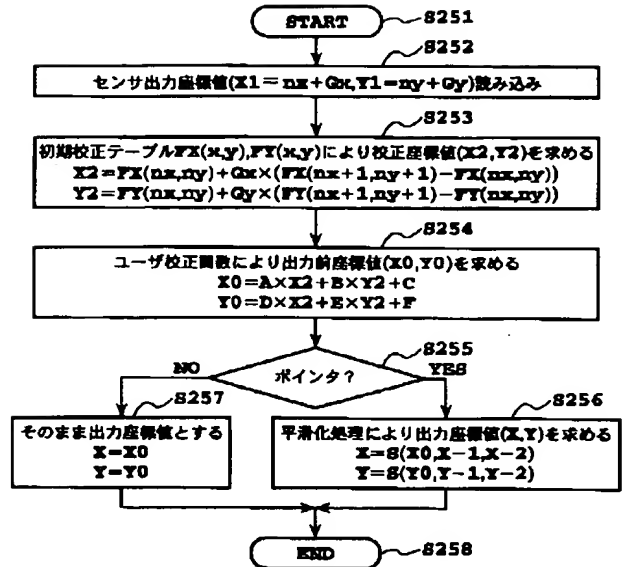 START
S251
S252
センサ出力座標値(X1=nx+Gx,Y1=ny+Gy)読み込み
S253
初期校正テーブルFX(x,y),FY(x,y)により校正座標値(X2,Y2)を求める
X2=FX(nx,ny)+Gx×(FX(nx+1,ny+1)-FX(nx,ny))
Y2=FY(nx,ny)+Gy×(FY(nx+1,ny+1)-FY(nx,ny))
S254
ユーザ校正関数により出力前座標値(X0,Y0)を求める
X0=A×X2+B×Y2+C
Y0=D×X2+E×Y2+F
S255
ポインタ？
NO
YES
S257
そのまま出力座標値とする
X=X0
Y=Y0
S256
平滑化処理により出力座標値(X,Y)を求める
X=S(X0,X-1,X-2)
Y=S(Y0,Y-1,Y-2)
END
S258